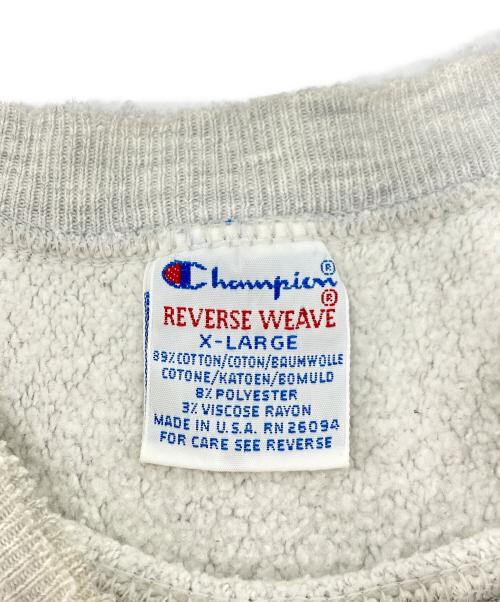 Champion®
REVERSE WEAVE®
X-LARGE
89% COTTON/COTON/BAUMWOLLE
COTONE/KATOEN/BOMULD
8% POLYESTER
3% VISCOSE RAYON
MADE IN U.S.A. RN 26094
FOR CARE SEE REVERSE